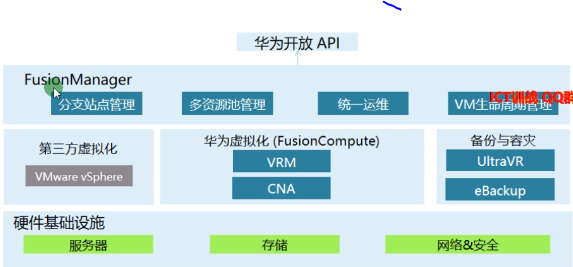 华为开放 API
FusionManager
分支站点管理
多资源池管理
统一运维
VM生命周期管理
ICT训战 QQ群
第三方虚拟化
VMware vSphere
华为虚拟化 (FusionCompute)
VRM
CNA
备份与容灾
UltraVR
eBackup
硬件基础设施
服务器
存储
网络&安全